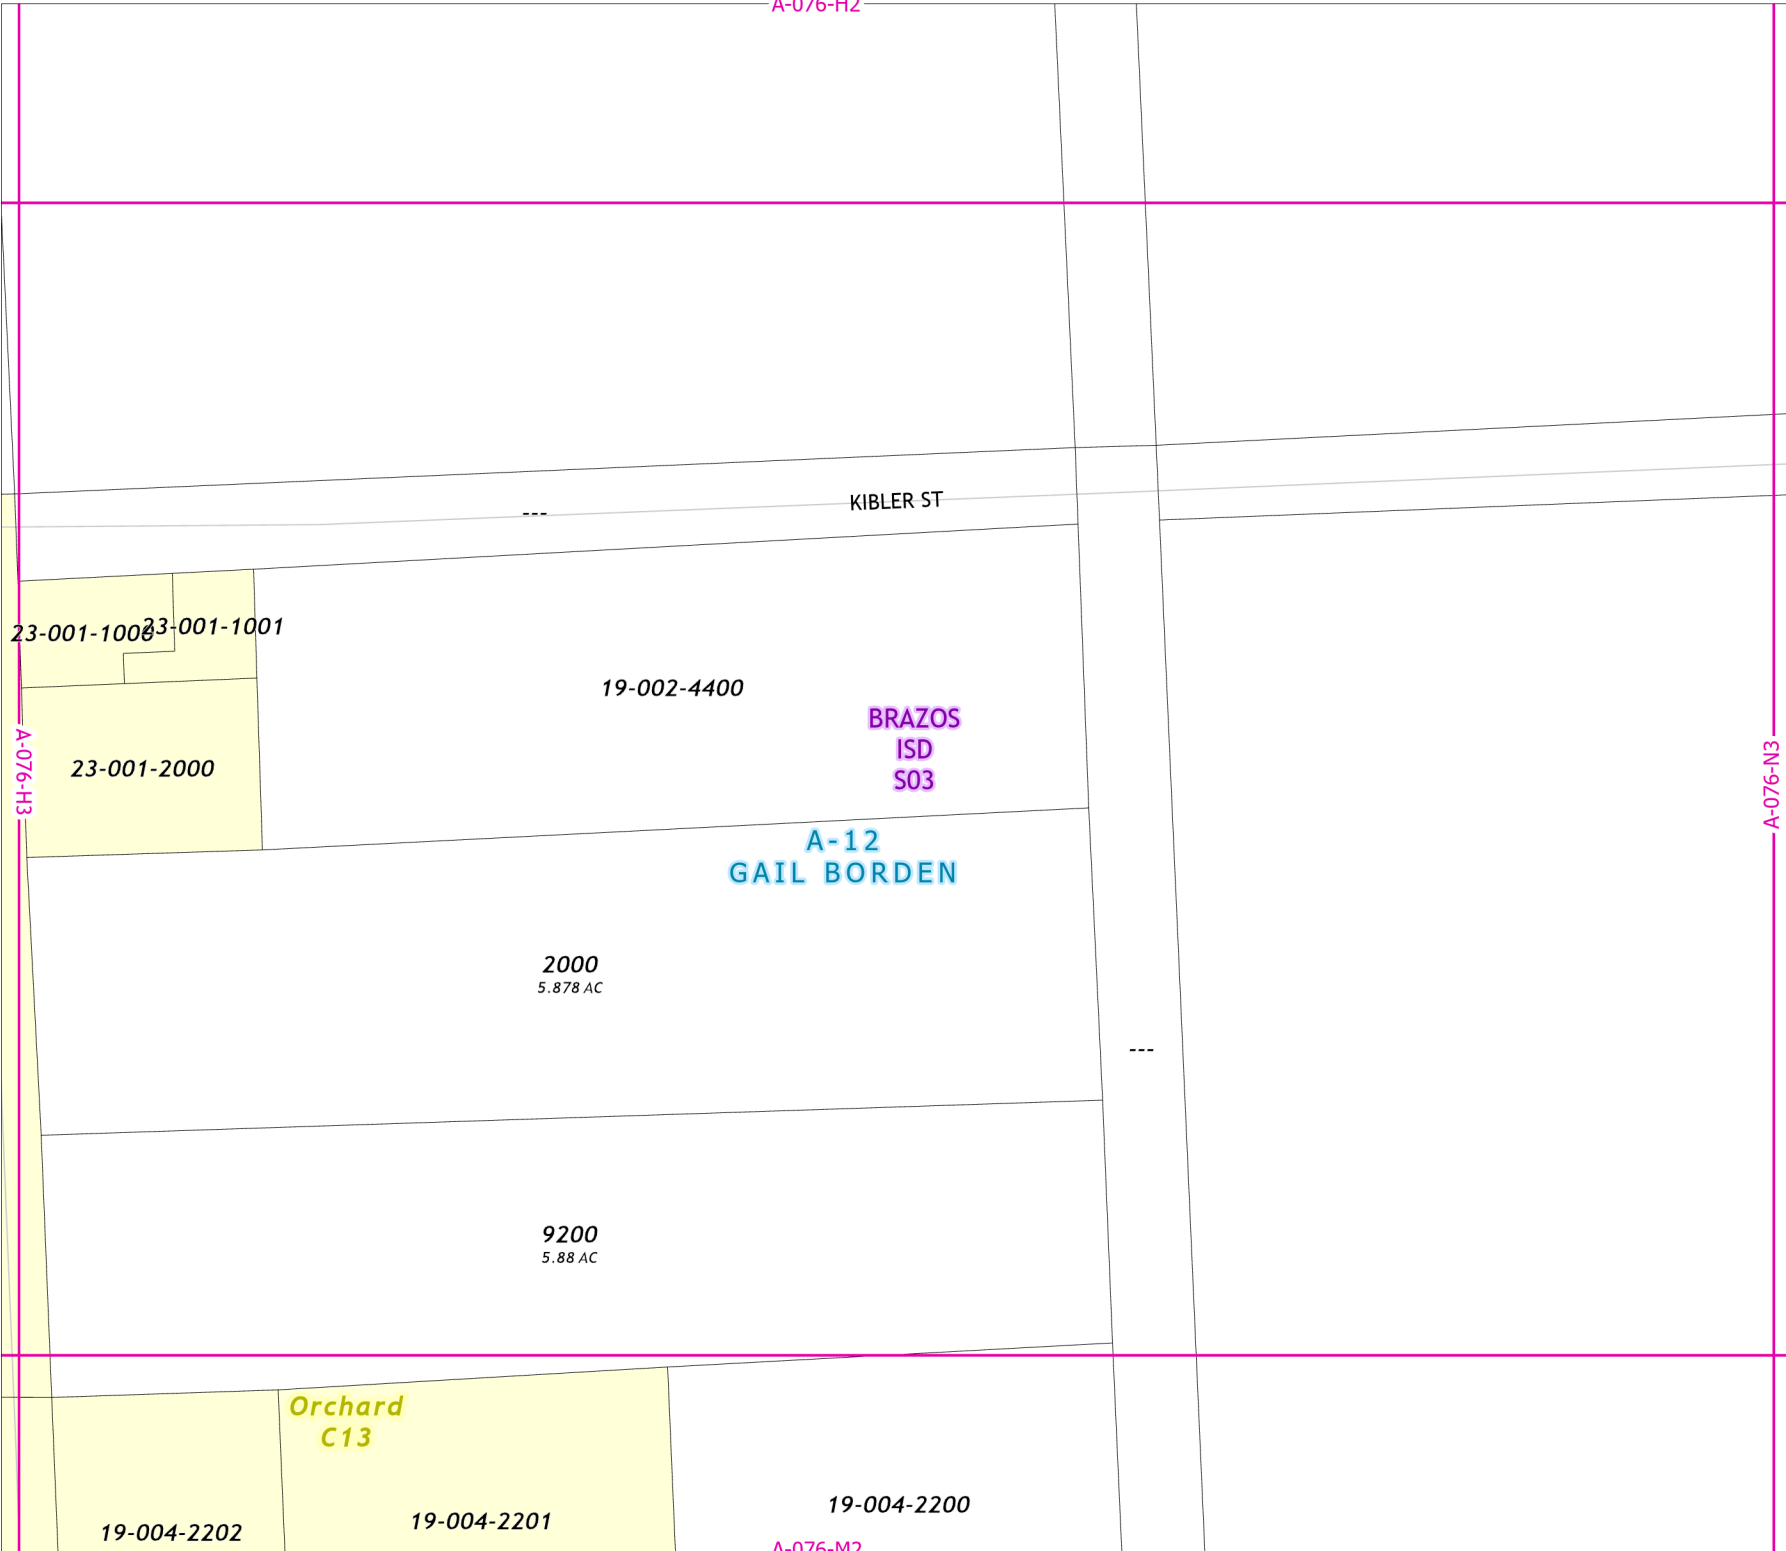 A-076-H2
---
KIBLER ST
23-001-1000
23-001-1001
19-002-4400
BRAZOS
ISD
S03
A-076-H3
A-076-N3
23-001-2000
A-12
GAIL BORDEN
2000
5.878 AC
---
9200
5.88 AC
Orchard
C13
19-004-2202
19-004-2201
19-004-2200
A-076-M2